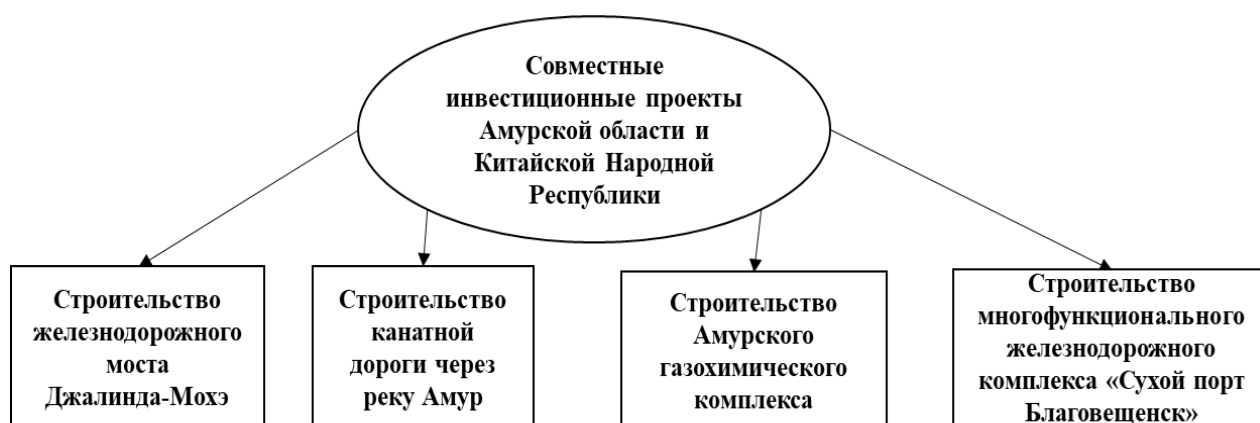 Совместные
инвестиционные проекты
Амурской области и
Китайской Народной
Республики
Строительство
железнодорожного
моста
Джалинда-Мохэ
Строительство
канатной
дороги через
реку Амур
Строительство
Амурского
газохимического
комплекса
Строительство
многофункционального
железнодорожного
комплекса «Сухой порт
Благовещенск»